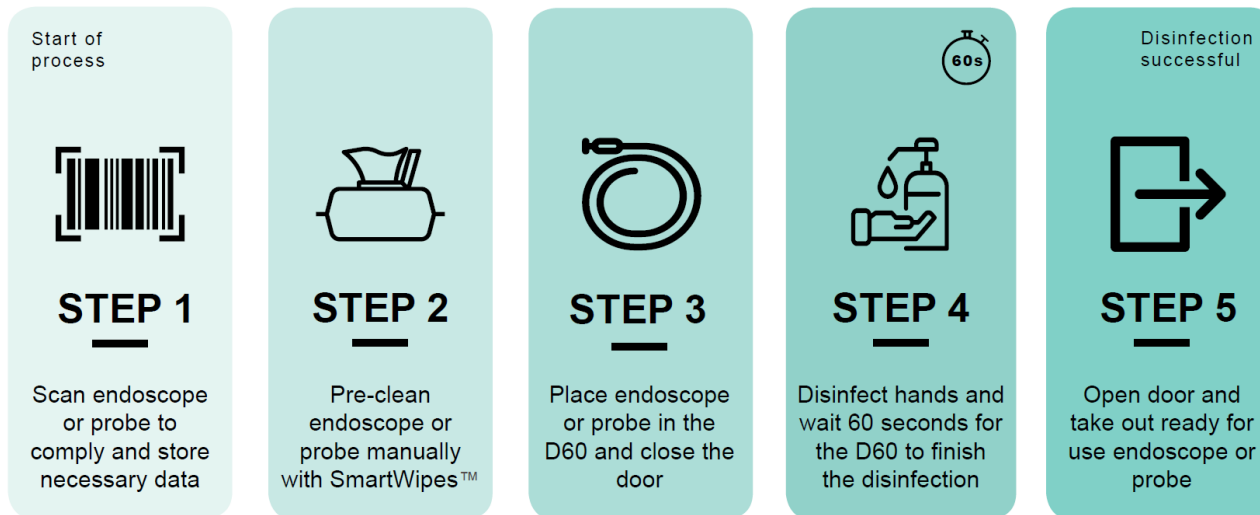 Start of
process
STEP 1
Scan endoscope
or probe to
comply and store
necessary data
STEP 2
Pre-clean
endoscope or
probe manually
with SmartWipes™
STEP 3
Place endoscope
or probe in the
D60 and close the
door
60s
STEP 4
Disinfect hands and
wait 60 seconds for
the D60 to finish
the disinfection
Disinfection
successful
STEP 5
Open door and
take out ready for
use endoscope or
probe